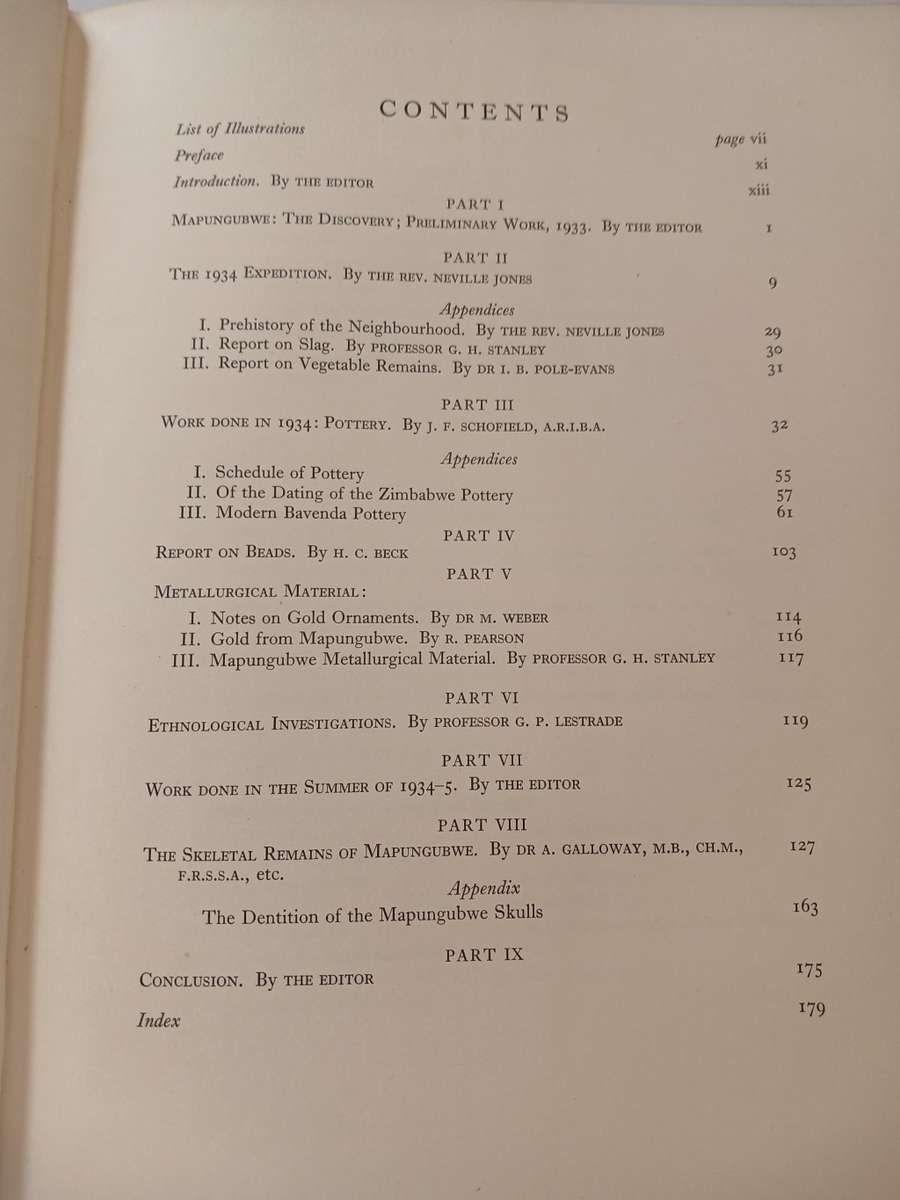 CONTENTS
List of Illustrations page vii
Preface xi
Introduction. By THE EDITOR xiii
PART I
MAPUNGUBWE: THE DISCOVERY; PRELIMINARY WORK, 1933. By THE EDITOR 1
PART II
THE 1934 EXPEDITION. By THE REV. NEVILLE JONES 9
Appendices
I. Prehistory of the Neighbourhood. By THE REV. NEVILLE JONES 29
II. Report on Slag. By PROFESSOR G. H. STANLEY 30
III. Report on Vegetable Remains. By DR I. B. POLE-EVANS 31
PART III
WORK DONE IN 1934: POTTERY. By J. F. SCHOFIELD, A.R.I.B.A. 32
Appendices
I. Schedule of Pottery 55
II. Of the Dating of the Zimbabwe Pottery 57
III. Modern Bavenda Pottery 61
PART IV
REPORT ON BEADS. By H. C. BECK 103
PART V
METALLURGICAL MATERIAL:
I. Notes on Gold Ornaments. By DR M. WEBER 114
II. Gold from Mapungubwe. By R. PEARSON 116
III. Mapungubwe Metallurgical Material. By PROFESSOR G. H. STANLEY 117
PART VI
ETHNOLOGICAL INVESTIGATIONS. By PROFESSOR G. P. LESTRADE 119
PART VII
WORK DONE IN THE SUMMER OF 1934–5. By THE EDITOR 125
PART VIII
THE SKELETAL REMAINS OF MAPUNGUBWE. By DR A. GALLOWAY, M.B., CH.M., 127
F.R.S.S.A., etc.
Appendix
The Dentition of the Mapungubwe Skulls 163
PART IX
CONCLUSION. By THE EDITOR 175
Index 179